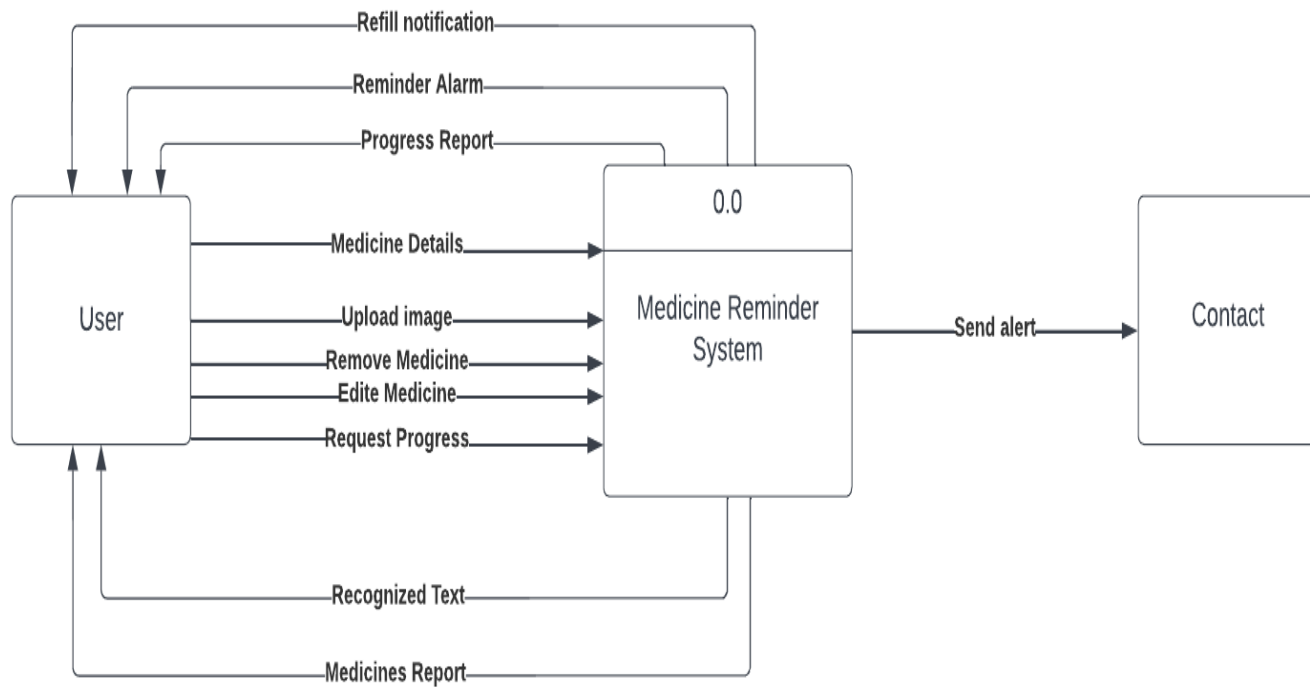 Refill notification
Reminder Alarm
Progress Report
0.0
Medicine Details
Upload image
Medicine Reminder
System
User
Contact
Send alert
Remove Medicine
Edite Medicine
Request Progress
Recognized Text
Medicines Report